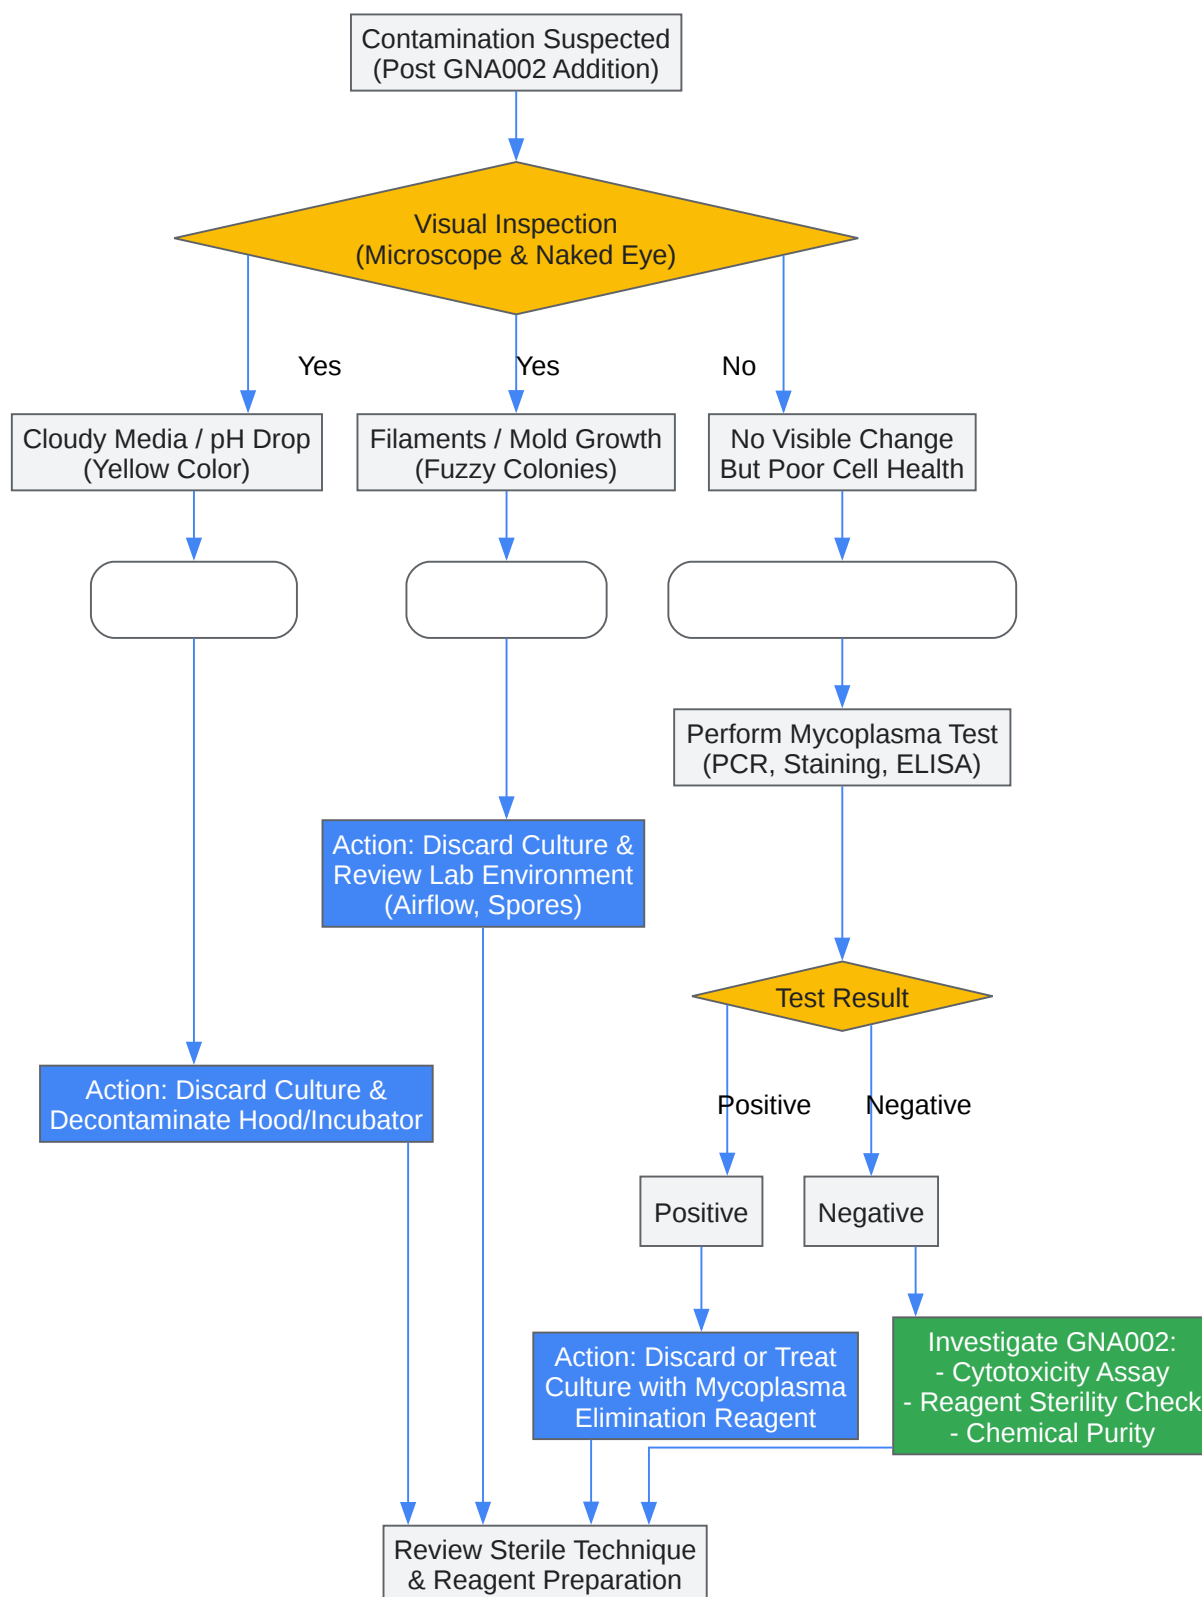 Contamination Suspected
(Post GNA002 Addition)
Visual Inspection
(Microscope & Naked Eye)
Yes
Yes
No
Cloudy Media / pH Drop
(Yellow Color)
Filaments / Mold Growth
(Fuzzy Colonies)
No Visible Change
But Poor Cell Health
Perform Mycoplasma Test
(PCR, Staining, ELISA)
Action: Discard Culture &
Review Lab Environment
(Airflow, Spores)
Test Result
Action: Discard Culture &
Decontaminate Hood/Incubator
Positive
Negative
Positive
Negative
Action: Discard or Treat
Culture with Mycoplasma
Elimination Reagent
Investigate GNA002:
- Cytotoxicity Assay
- Reagent Sterility Check
- Chemical Purity
Review Sterile Technique
& Reagent Preparation